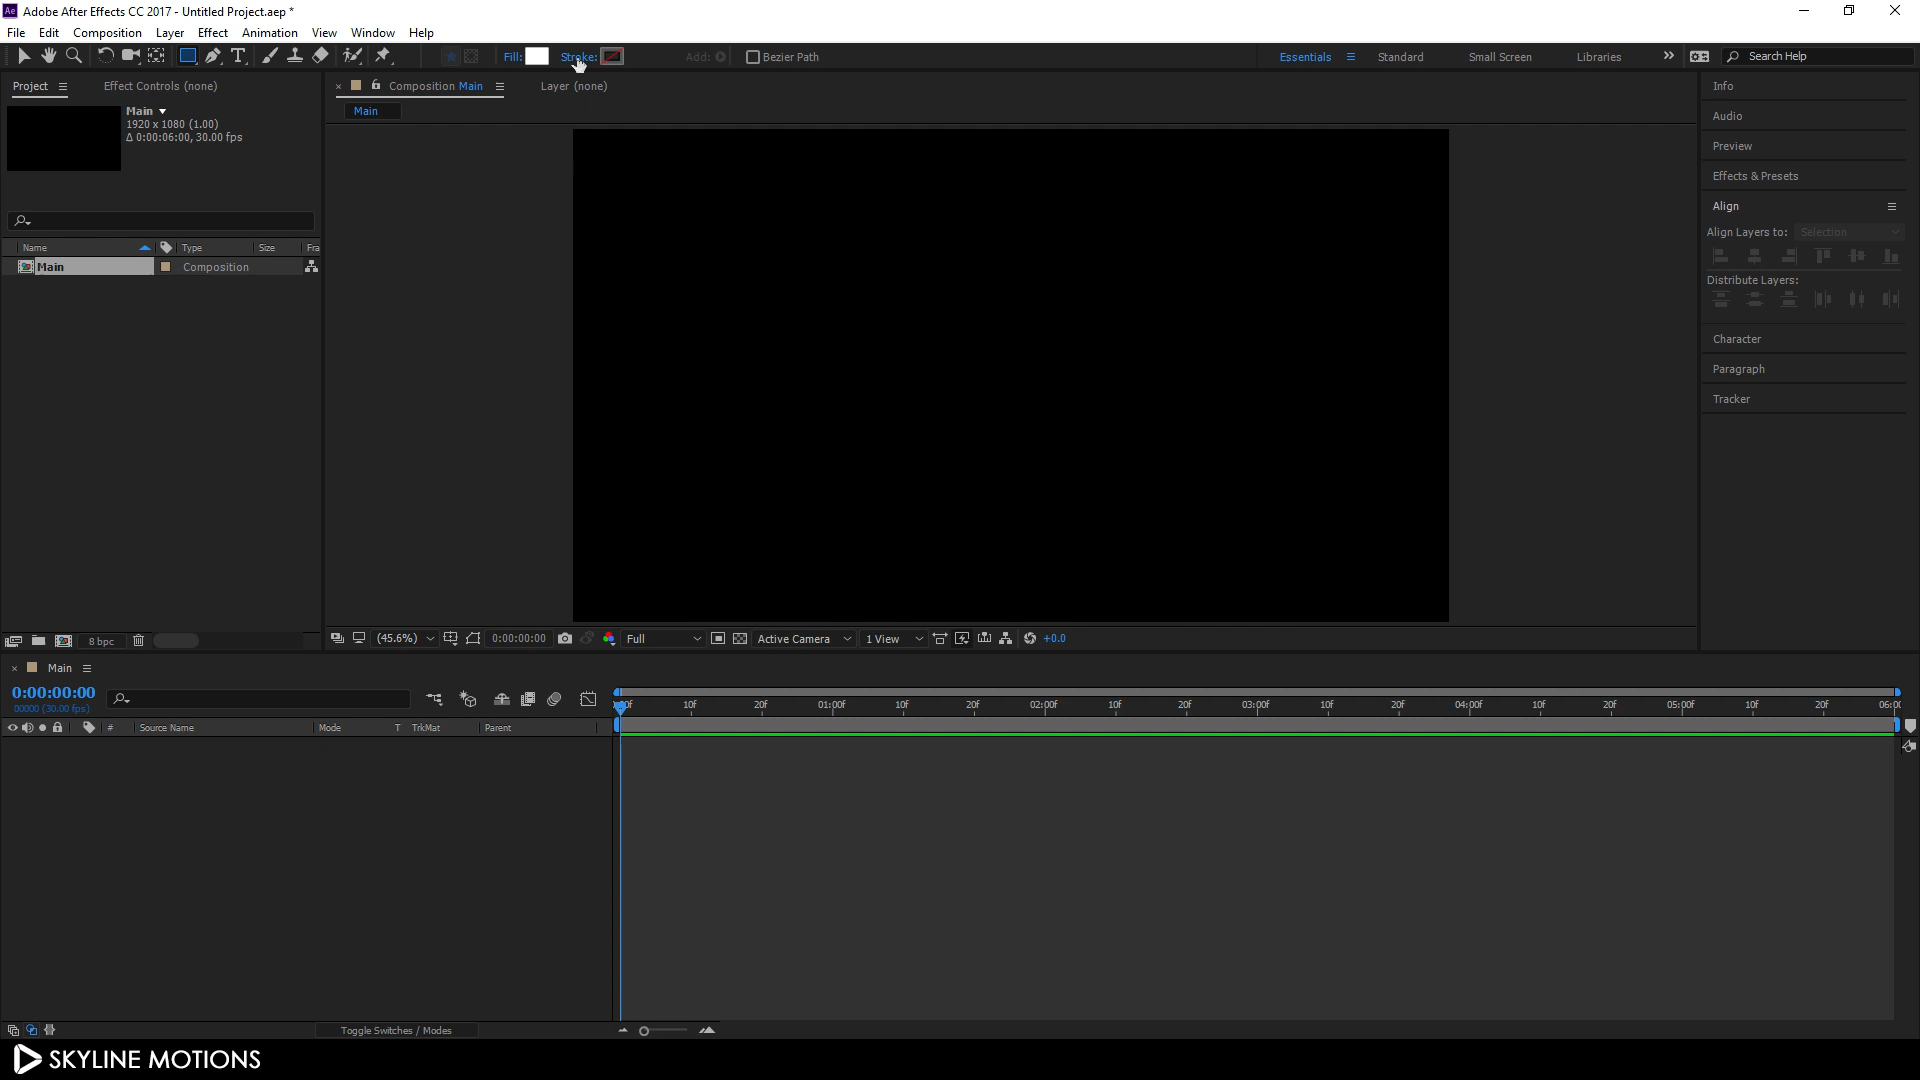 Ae Adobe After Effects CC 2017 - Untitled Project.aep *
File Edit Composition Layer Effect Animation View Window Help
Fill: Stroke: Add: Bezier Path Essentials Standard Small Screen Libraries Search Help
Project Effect Controls (none) Composition Main Layer (none) Info
Main
Main
1920 x 1080 (1.00)
Δ 0:00:06:00, 30.00 fps
Audio
Preview
Effects & Presets
Align
Align Layers to: Selection
Distribute Layers:
Character
Paragraph
Tracker
Name Type Size Fra
Main Composition
8 bpc (45.6%) 0:00:00:00 Full Active Camera 1 View +0.0
Main
0:00:00:00
00000 (30.00 fps)
10f 20f 01:00f 10f 20f 02:00f 10f 20f 03:00f 10f 20f 04:00f 10f 20f 05:00f 10f 20f 06:0
# Source Name Mode T TrkMat Parent
Toggle Switches / Modes
SKYLINE MOTIONS